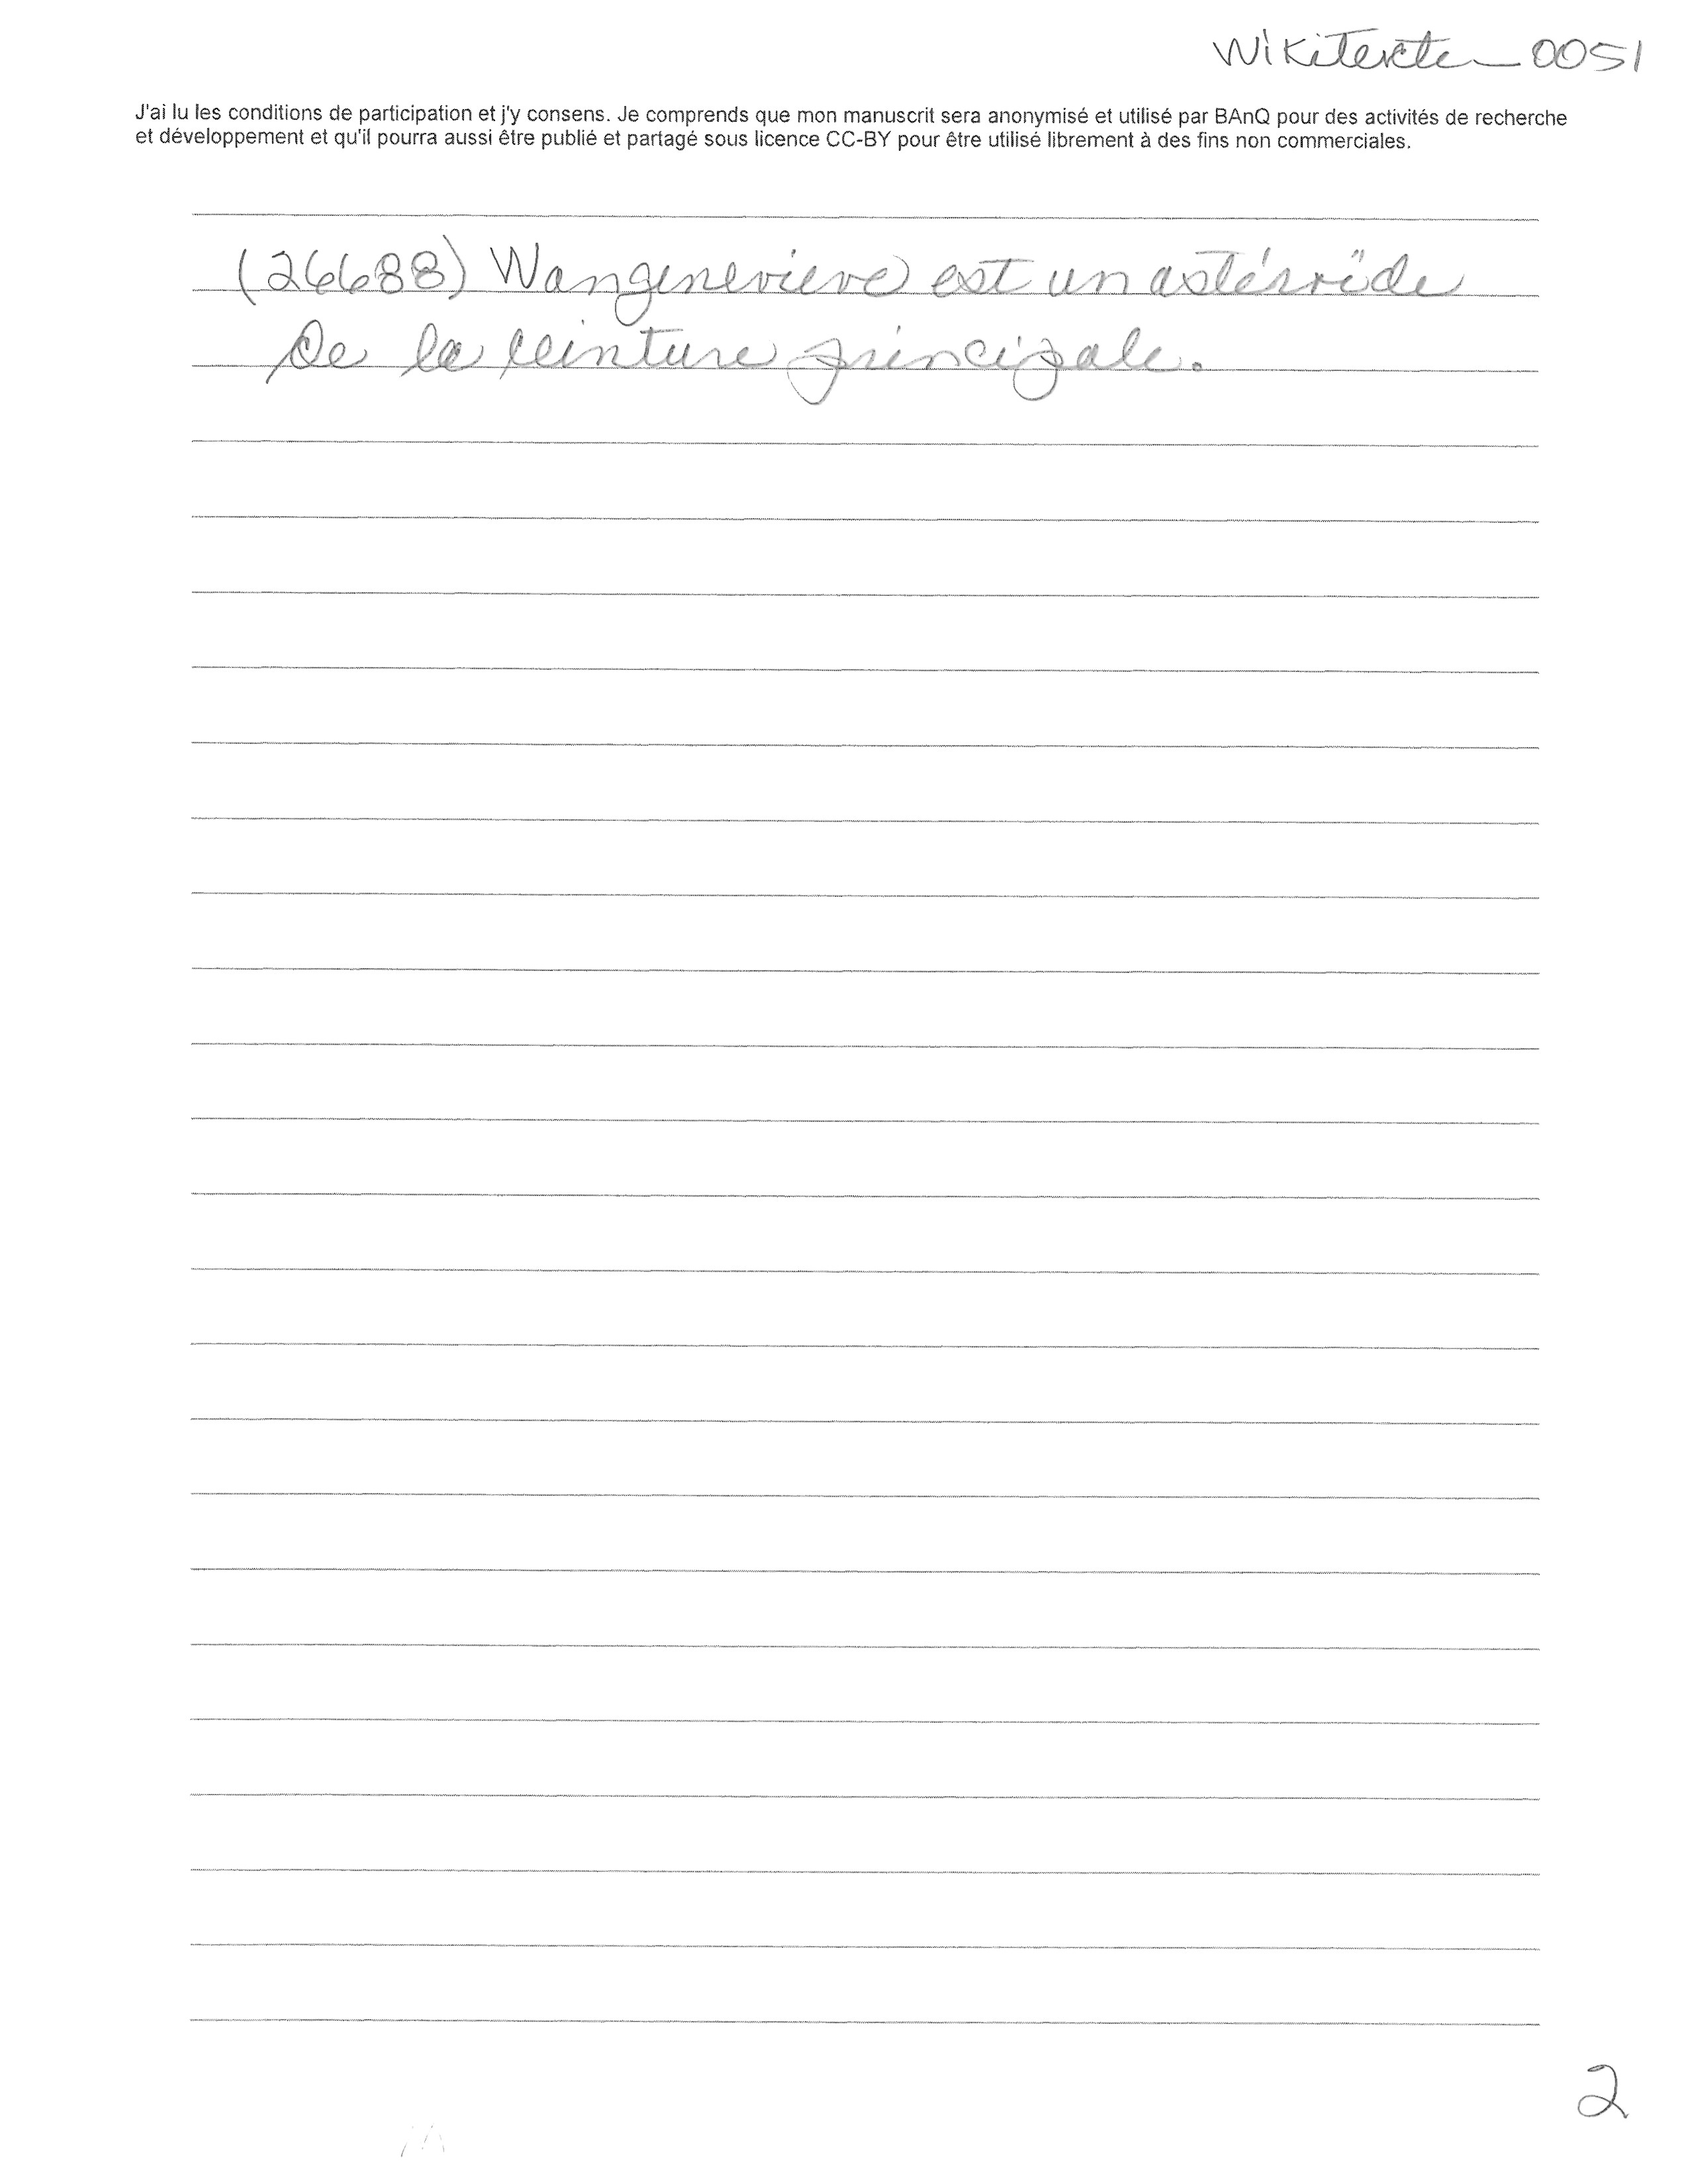 Wikitexte_0051
J'ai lu les conditions de participation et j'y consens. Je comprends que mon manuscrit sera anonymisé et utilisé par BAnQ pour des activités de recherche
et développement et qu'il pourra aussi être publié et partagé sous licence CC-BY pour être utilisé librement à des fins non commerciales.
(26688) Wangenevieve est un astéroïde
De la ceinture principale.
2